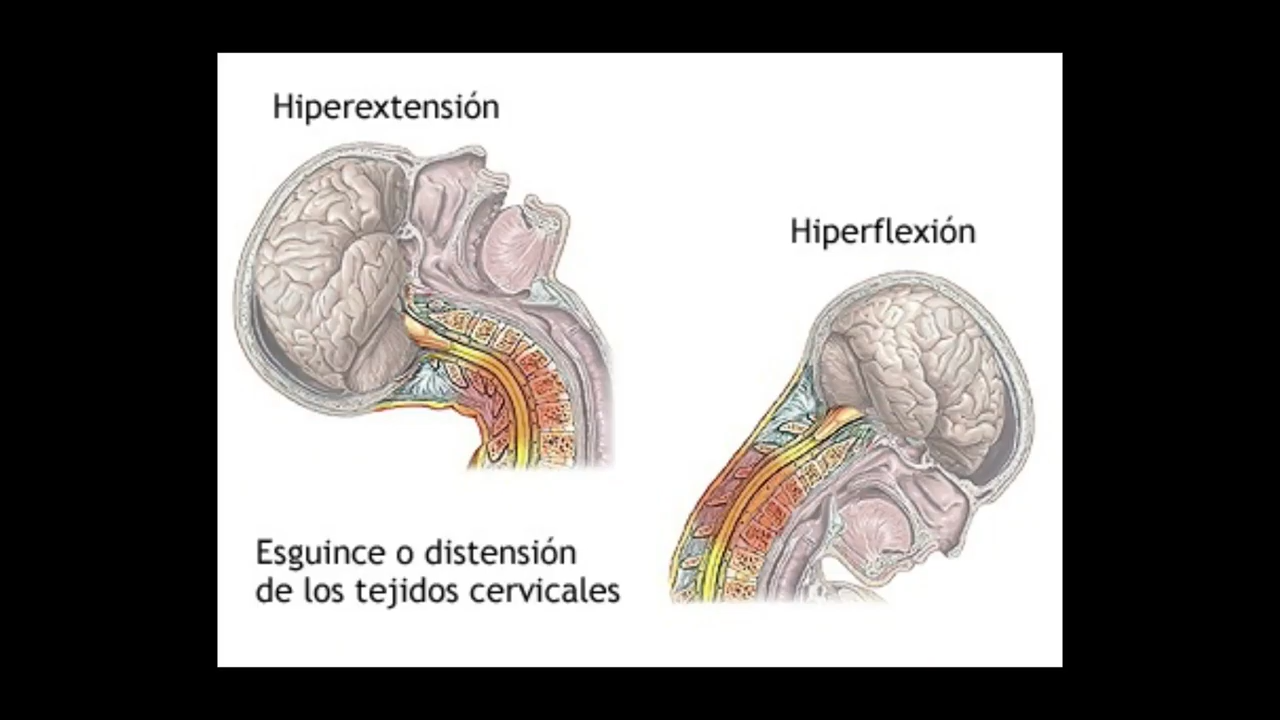 Hiperextensión
Hiperflexión
Esguince o distensión
de los tejidos cervicales